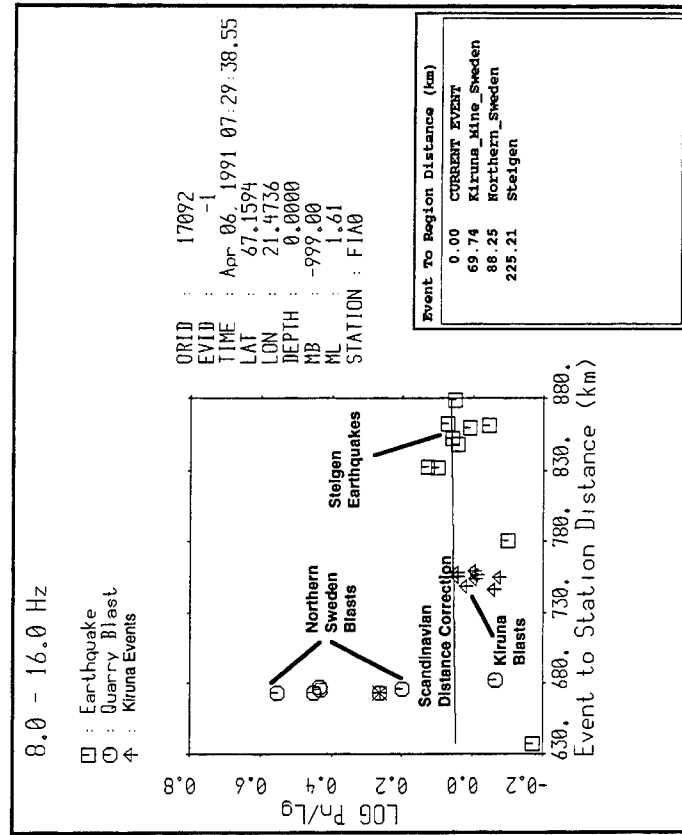 8.0 - 16.0 Hz
□ : Earthquake
○ : Quarry Blast
↑ : Kiruna Events
ORID : 17092
EVID : -1
TIME : Apr 06, 1991 07:29:38.55
LAT : 67.1594
LON : 21.4736
DEPTH : 0.0000
MB : -999.00
ML : 1.61
STATION : FIA0
LOG Pn/Lg
0.8
0.6
0.4
0.2
0.0
-0.2
Northern
Sweden
Blasts
Steigen
Earthquakes
Scandinavian
Distance Correction
Kiruna
Blasts
630. 680. 730. 780. 830. 880.
Event to Station Distance (km)
Event To Region Distance (km)
0.00 CURRENT EVENT
69.74 Kiruna_Mine_Sweden
88.25 Northern_Sweden
225.21 Steigen